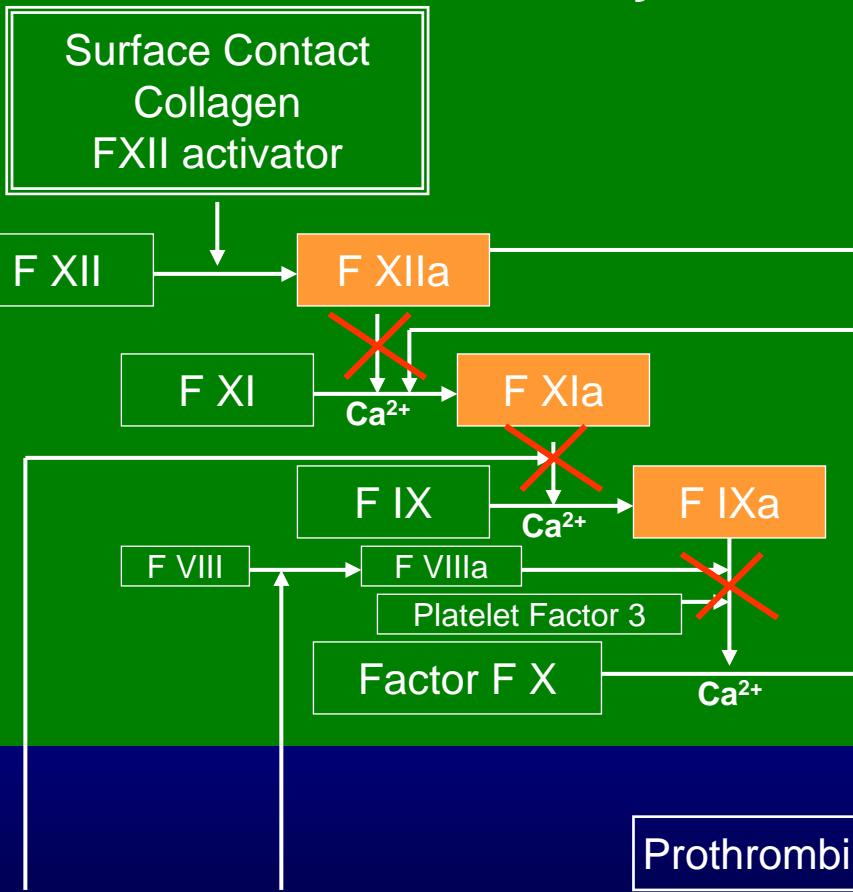 Surface Contact
Collagen
FXII activator
F XII
F XIIa
F XI
Ca²⁺
F XIa
F IX
Ca²⁺
F IXa
F VIII
F VIIIa
Platelet Factor 3
Factor F X
Ca²⁺
Prothrombi